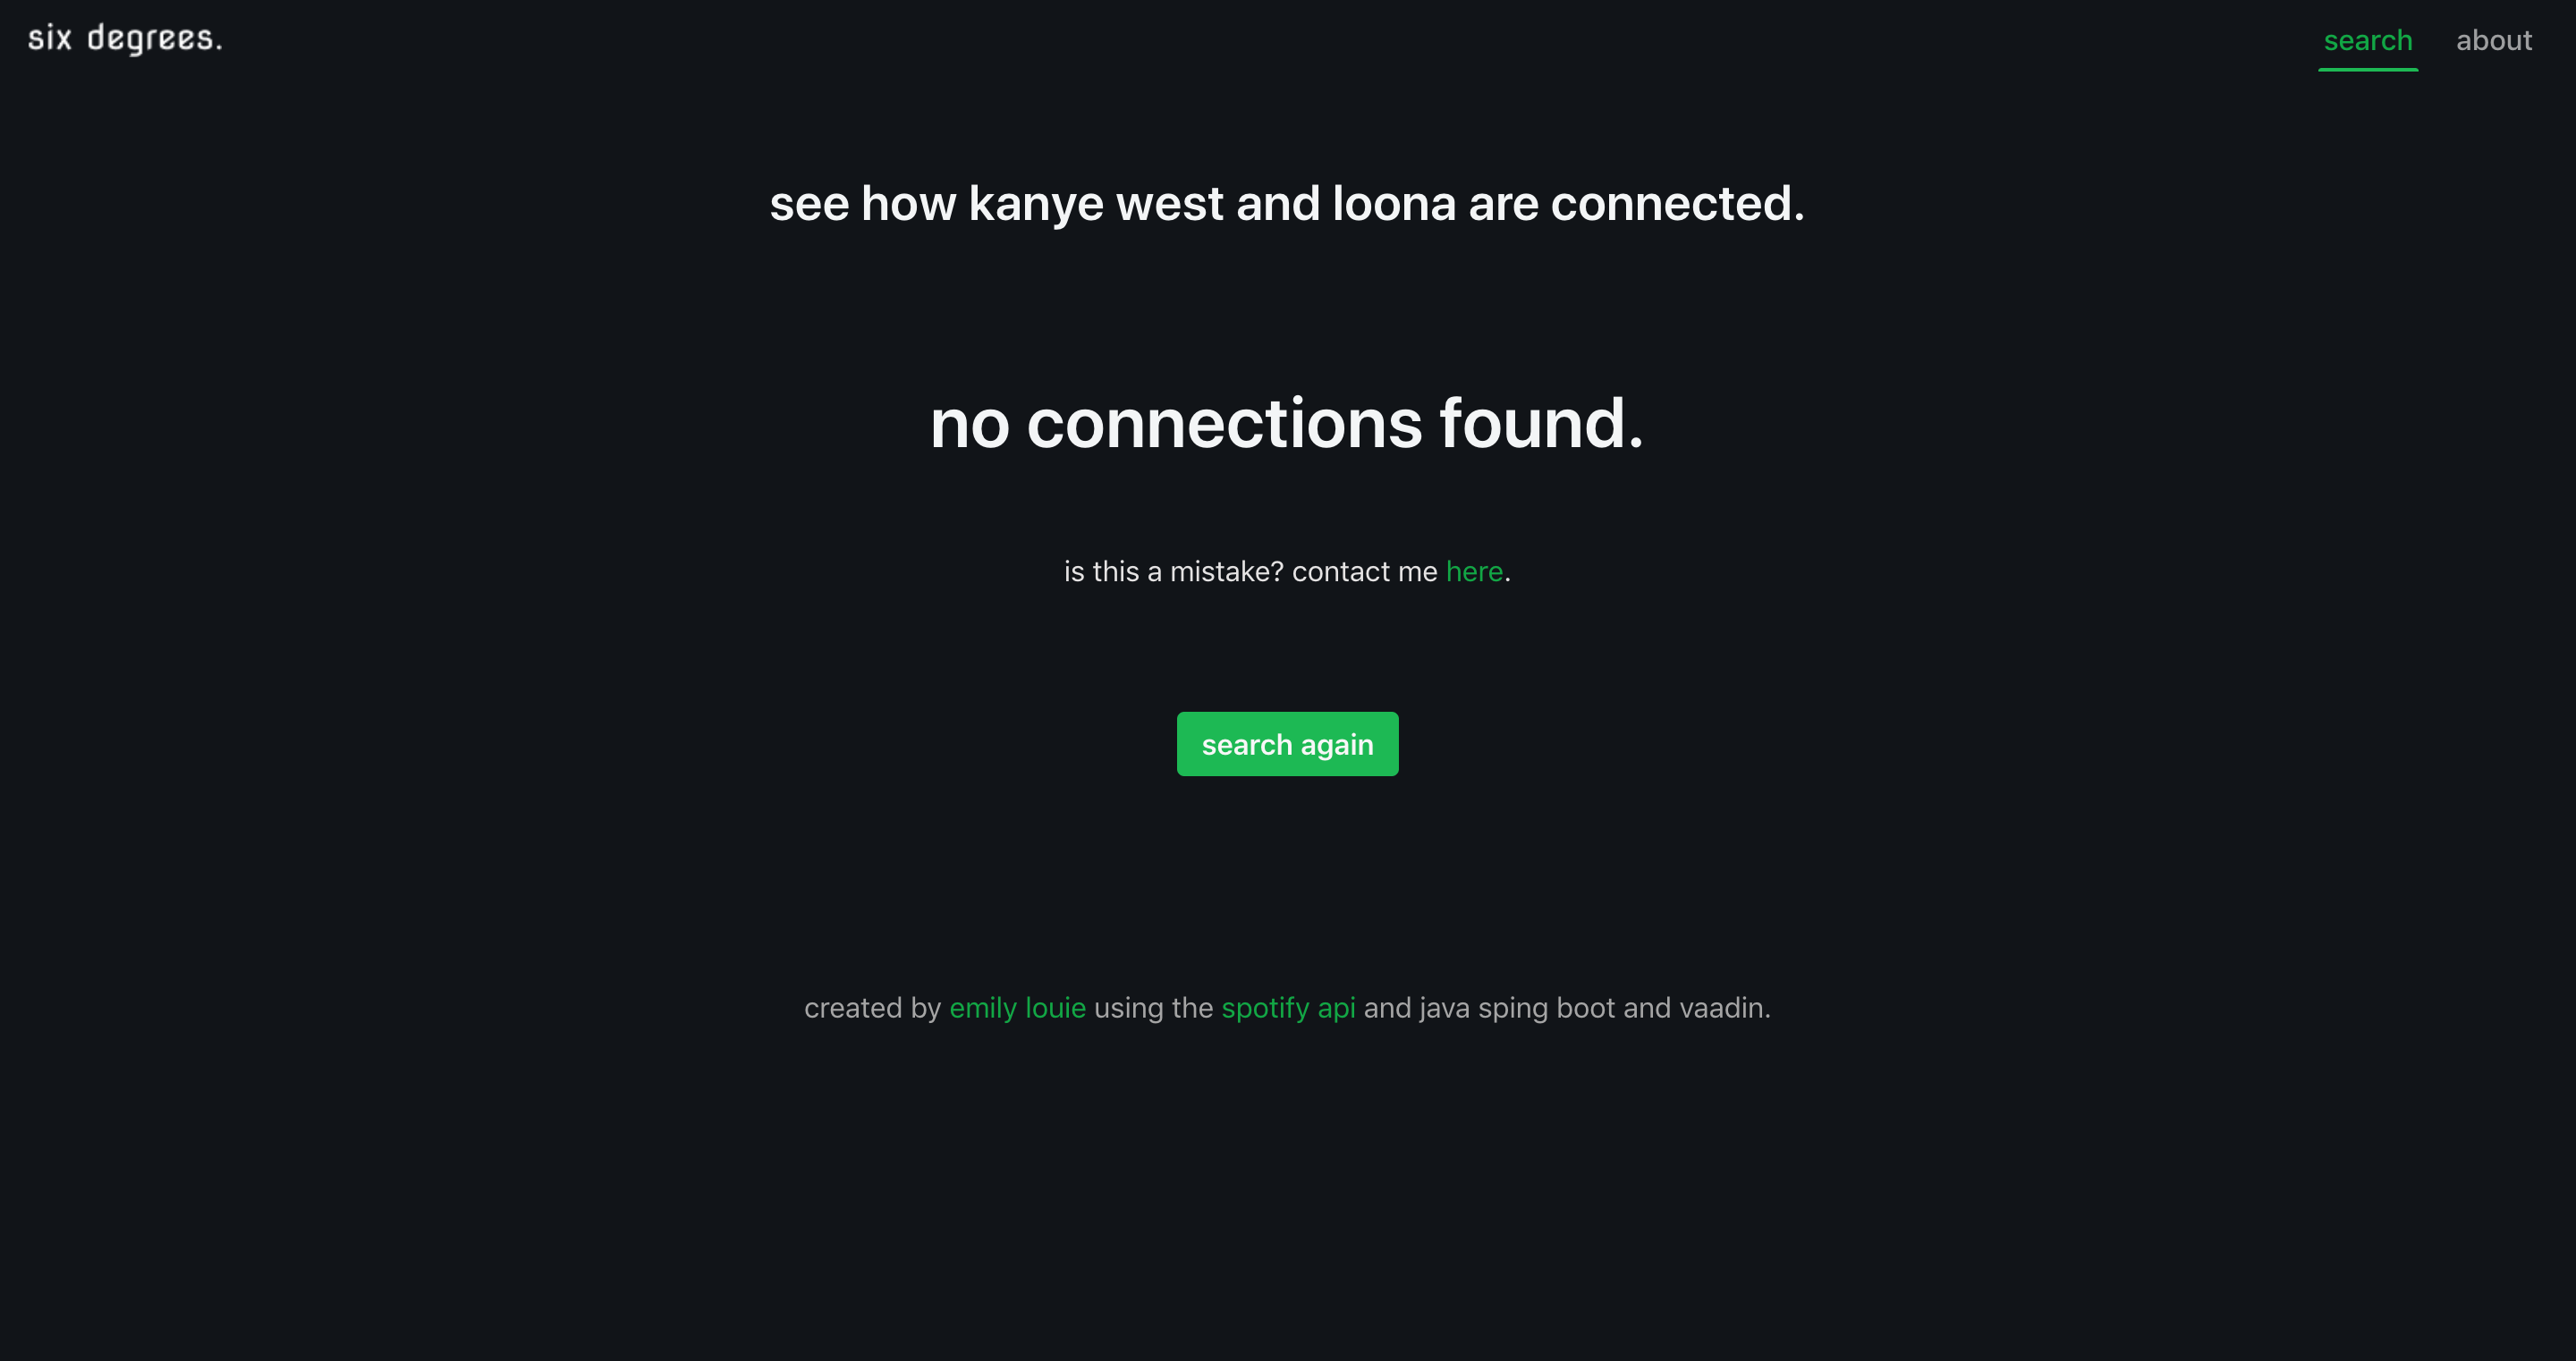 six degrees.
search
about
see how kanye west and loona are connected.
no connections found.
is this a mistake? contact me here.
search again
created by emily louie using the spotify api and java sping boot and vaadin.